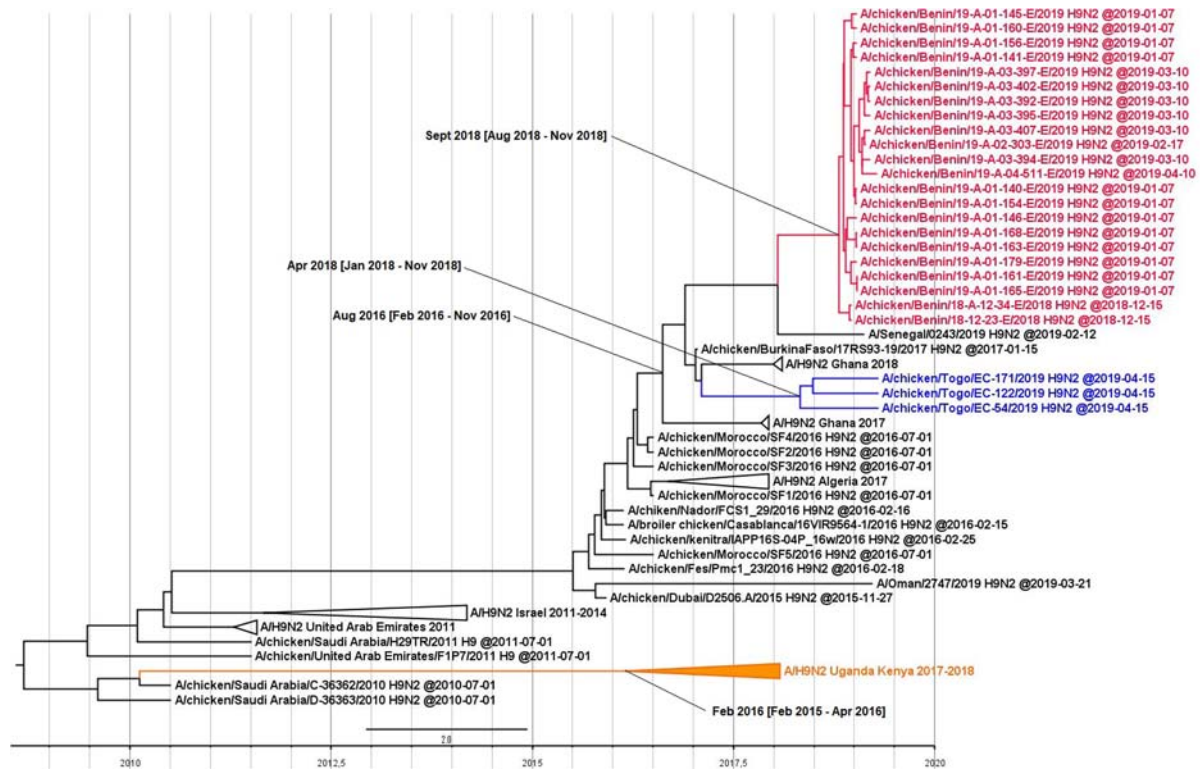 A/chicken/Benin/19-A-01-145-E/2019 H9N2 @2019-01-07
A/chicken/Benin/19-A-01-160-E/2019 H9N2 @2019-01-07
A/chicken/Benin/19-A-01-156-E/2019 H9N2 @2019-01-07
A/chicken/Benin/19-A-01-141-E/2019 H9N2 @2019-01-07
A/chicken/Benin/19-A-03-397-E/2019 H9N2 @2019-03-10
A/chicken/Benin/19-A-03-402-E/2019 H9N2 @2019-03-10
A/chicken/Benin/19-A-03-392-E/2019 H9N2 @2019-03-10
A/chicken/Benin/19-A-03-395-E/2019 H9N2 @2019-03-10
A/chicken/Benin/19-A-03-407-E/2019 H9N2 @2019-03-10
Sept 2018 [Aug 2018 - Nov 2018]
A/chicken/Benin/19-A-02-303-E/2019 H9N2 @2019-02-17
A/chicken/Benin/19-A-03-394-E/2019 H9N2 @2019-03-10
A/chicken/Benin/19-A-04-511-E/2019 H9N2 @2019-04-10
A/chicken/Benin/19-A-01-140-E/2019 H9N2 @2019-01-07
A/chicken/Benin/19-A-01-154-E/2019 H9N2 @2019-01-07
A/chicken/Benin/19-A-01-146-E/2019 H9N2 @2019-01-07
A/chicken/Benin/19-A-01-168-E/2019 H9N2 @2019-01-07
A/chicken/Benin/19-A-01-163-E/2019 H9N2 @2019-01-07
A/chicken/Benin/19-A-01-179-E/2019 H9N2 @2019-01-07
Apr 2018 [Jan 2018 - Nov 2018]
A/chicken/Benin/19-A-01-161-E/2019 H9N2 @2019-01-07
A/chicken/Benin/19-A-01-165-E/2019 H9N2 @2019-01-07
A/chicken/Benin/18-A-12-34-E/2018 H9N2 @2018-12-15
Aug 2016 [Feb 2016 - Nov 2016]
A/chicken/Benin/18-12-23-E/2018 H9N2 @2018-12-15
A/Senegal/0243/2019 H9N2 @2019-02-12
A/chicken/BurkinaFaso/17RS93-19/2017 H9N2 @2017-01-15
A/H9N2 Ghana 2018
A/chicken/Togo/EC-171/2019 H9N2 @2019-04-15
A/chicken/Togo/EC-122/2019 H9N2 @2019-04-15
A/chicken/Togo/EC-54/2019 H9N2 @2019-04-15
A/H9N2 Ghana 2017
A/chicken/Morocco/SF4/2016 H9N2 @2016-07-01
A/chicken/Morocco/SF2/2016 H9N2 @2016-07-01
A/chicken/Morocco/SF3/2016 H9N2 @2016-07-01
A/H9N2 Algeria 2017
A/chicken/Morocco/SF1/2016 H9N2 @2016-07-01
A/chiken/Nador/FCS1_29/2016 H9N2 @2016-02-16
A/broiler chicken/Casablanca/16VIR9564-1/2016 H9N2 @2016-02-15
A/chicken/kenitra/IAPP16S-04P_16w/2016 H9N2 @2016-02-25
A/chicken/Morocco/SF5/2016 H9N2 @2016-07-01
A/chicken/Fes/Pmc1_23/2016 H9N2 @2016-02-18
A/Oman/2747/2019 H9N2 @2019-03-21
A/chicken/Dubai/D2506.A/2015 H9N2 @2015-11-27
A/H9N2 Israel 2011-2014
A/H9N2 United Arab Emirates 2011
A/chicken/Saudi Arabia/H29TR/2011 H9 @2011-07-01
A/chicken/United Arab Emirates/F1P7/2011 H9 @2011-07-01
A/H9N2 Uganda Kenya 2017-2018
A/chicken/Saudi Arabia/C-36362/2010 H9N2 @2010-07-01
A/chicken/Saudi Arabia/D-36363/2010 H9N2 @2010-07-01
Feb 2016 [Feb 2015 - Apr 2016]
2.0
2010 2012,5 2015 2017,5 2020